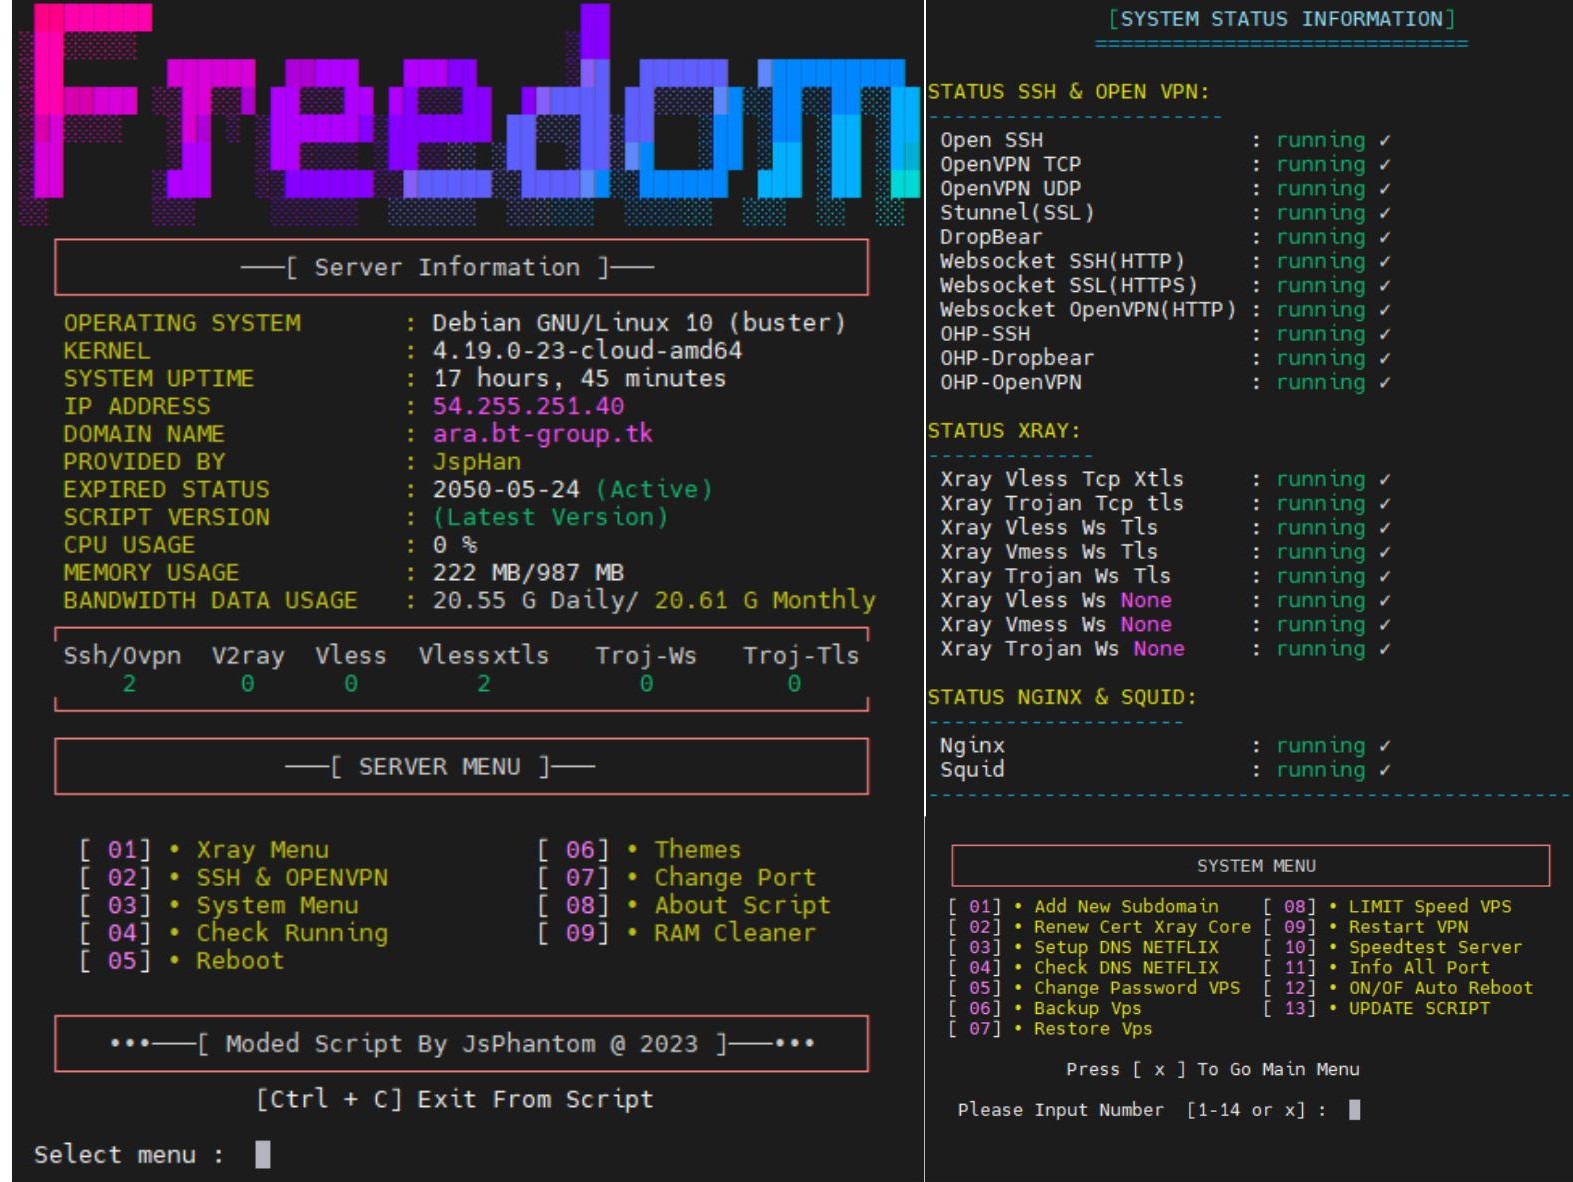 Freedom
───[ Server Information ]───
OPERATING SYSTEM : Debian GNU/Linux 10 (buster)
KERNEL : 4.19.0-23-cloud-amd64
SYSTEM UPTIME : 17 hours, 45 minutes
IP ADDRESS : 54.255.251.40
DOMAIN NAME : ara.bt-group.tk
PROVIDED BY : JspHan
EXPIRED STATUS : 2050-05-24 (Active)
SCRIPT VERSION : (Latest Version)
CPU USAGE : 0 %
MEMORY USAGE : 222 MB/987 MB
BANDWIDTH DATA USAGE : 20.55 G Daily/ 20.61 G Monthly
Ssh/Ovpn V2ray Vless Vlessxtls Troj-Ws Troj-Tls
2 0 0 2 0 0
───[ SERVER MENU ]───
[ 01] • Xray Menu [ 06] • Themes
[ 02] • SSH & OPENVPN [ 07] • Change Port
[ 03] • System Menu [ 08] • About Script
[ 04] • Check Running [ 09] • RAM Cleaner
[ 05] • Reboot
•••───[ Moded Script By JsPhantom @ 2023 ]───•••
[Ctrl + C] Exit From Script
Select menu :
[SYSTEM STATUS INFORMATION]
=============================
STATUS SSH & OPEN VPN:
-----------------------
Open SSH : running ✓
OpenVPN TCP : running ✓
OpenVPN UDP : running ✓
Stunnel(SSL) : running ✓
DropBear : running ✓
Websocket SSH(HTTP) : running ✓
Websocket SSL(HTTPS) : running ✓
Websocket OpenVPN(HTTP) : running ✓
OHP-SSH : running ✓
OHP-Dropbear : running ✓
OHP-OpenVPN : running ✓
STATUS XRAY:
-------------
Xray Vless Tcp Xtls : running ✓
Xray Trojan Tcp tls : running ✓
Xray Vless Ws Tls : running ✓
Xray Vmess Ws Tls : running ✓
Xray Trojan Ws Tls : running ✓
Xray Vless Ws None : running ✓
Xray Vmess Ws None : running ✓
Xray Trojan Ws None : running ✓
STATUS NGINX & SQUID:
--------------------
Nginx : running ✓
Squid : running ✓
--------------------------------------------------
SYSTEM MENU
[ 01] • Add New Subdomain [ 08] • LIMIT Speed VPS
[ 02] • Renew Cert Xray Core [ 09] • Restart VPN
[ 03] • Setup DNS NETFLIX [ 10] • Speedtest Server
[ 04] • Check DNS NETFLIX [ 11] • Info All Port
[ 05] • Change Password VPS [ 12] • ON/OF Auto Reboot
[ 06] • Backup Vps [ 13] • UPDATE SCRIPT
[ 07] • Restore Vps
Press [ x ] To Go Main Menu
Please Input Number [1-14 or x] :